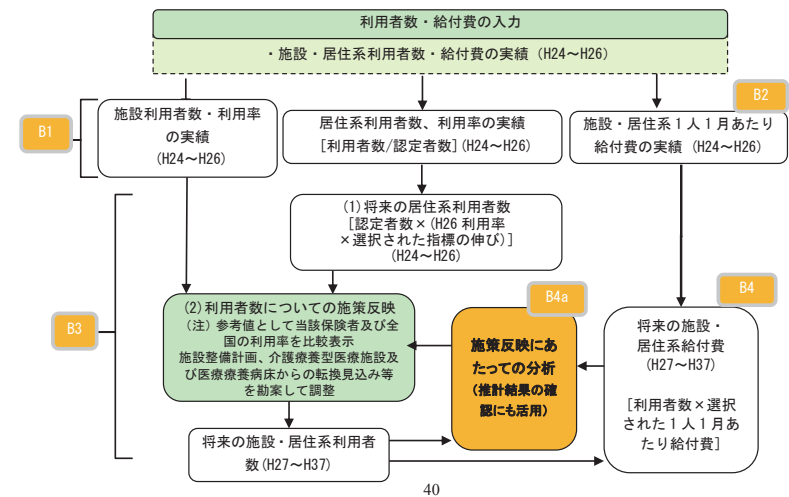 利用者数・給付費の入力
・施設・居住系利用者数・給付費の実績（H24～H26）
B1
施設利用者数・利用率
の実績
(H24～H26)
居住系利用者数、利用率の実績
[利用者数/認定者数](H24～H26)
B2
施設・居住系１人１月あたり
給付費の実績（H24～H26）
(1)将来の居住系利用者数
[認定者数×(H26 利用率
×選択された指標の伸び)]
(H24～H26)
B3
(2)利用者数についての施策反映
（注）参考値として当該保険者及び全
国の利用率を比較表示
施設整備計画、介護療養型医療施設及
び医療療養病床からの転換見込み等
を勘案して調整
B4a
施策反映にあ
たっての分析
（推計結果の確
認にも活用）
B4
将来の施設・
居住系給付費
(H27～H37)
[利用者数×選択
された１人１月あ
たり給付費]
将来の施設・居住系利用者
数(H27～H37)
40